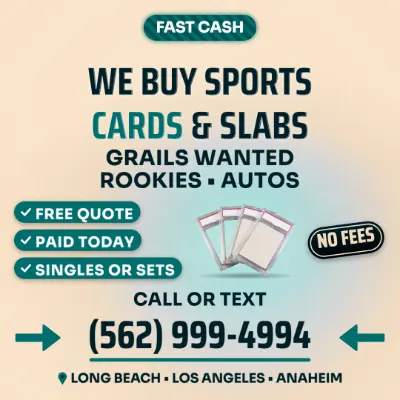 FAST CASH
WE BUY SPORTS
CARDS & SLABS
GRAILS WANTED
ROOKIES ▪ AUTOS
✓ FREE QUOTE
✓ PAID TODAY
✓ SINGLES OR SETS
NO FEES
CALL OR TEXT
(562) 999-4994
LONG BEACH ▪ LOS ANGELES ▪ ANAHEIM